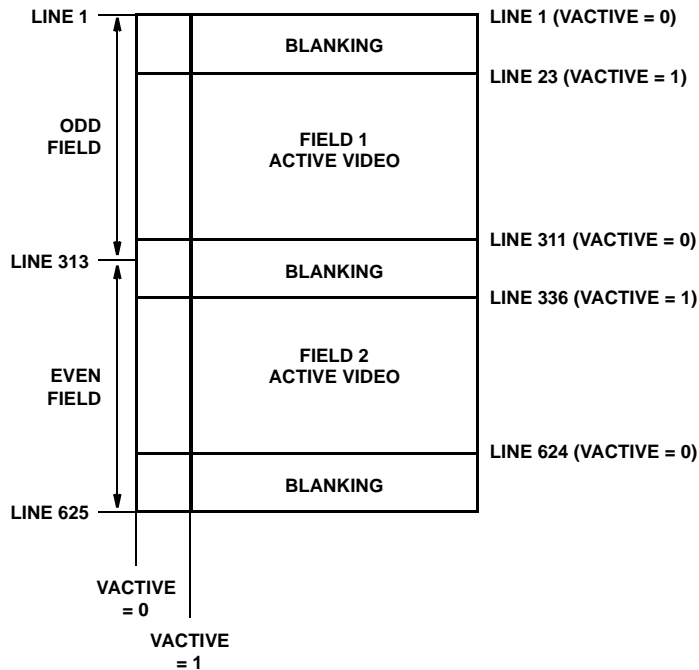 LINE 1
LINE 1 (VACTIVE = 0)
BLANKING
LINE 23 (VACTIVE = 1)
ODD
FIELD
FIELD 1
ACTIVE VIDEO
LINE 311 (VACTIVE = 0)
LINE 313
BLANKING
LINE 336 (VACTIVE = 1)
FIELD 2
ACTIVE VIDEO
EVEN
FIELD
LINE 624 (VACTIVE = 0)
BLANKING
LINE 625
VACTIVE
= 0
VACTIVE
= 1